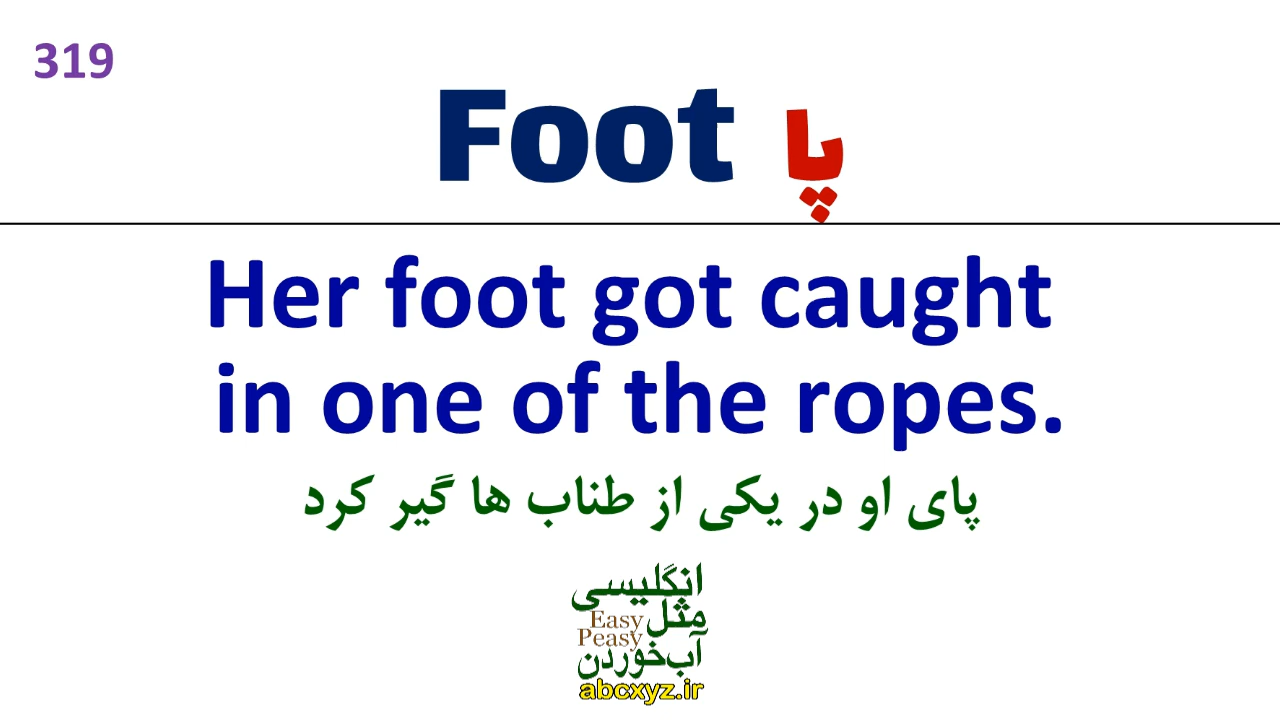 319
Foot پا
Her foot got caught
in one of the ropes.
پای او در یکی از طناب ها گیر کرد
انگلیسی
مثل
Easy
Peasy
آب‌خوردن
abcxyz.ir